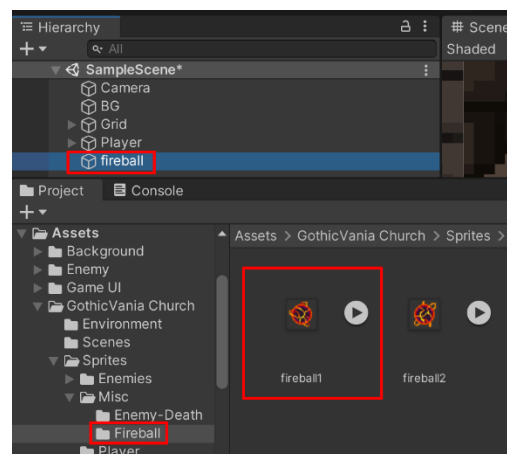 Hierarchy
# Scene
All
Shaded
SampleScene*
Camera
BG
Grid
Player
fireball
Project
Console
Assets
Assets > GothicVania Church > Sprites >
Background
Enemy
Game UI
GothicVania Church
Environment
Scenes
Sprites
Enemies
fireball1
fireball2
Misc
Enemy-Death
Fireball
Player